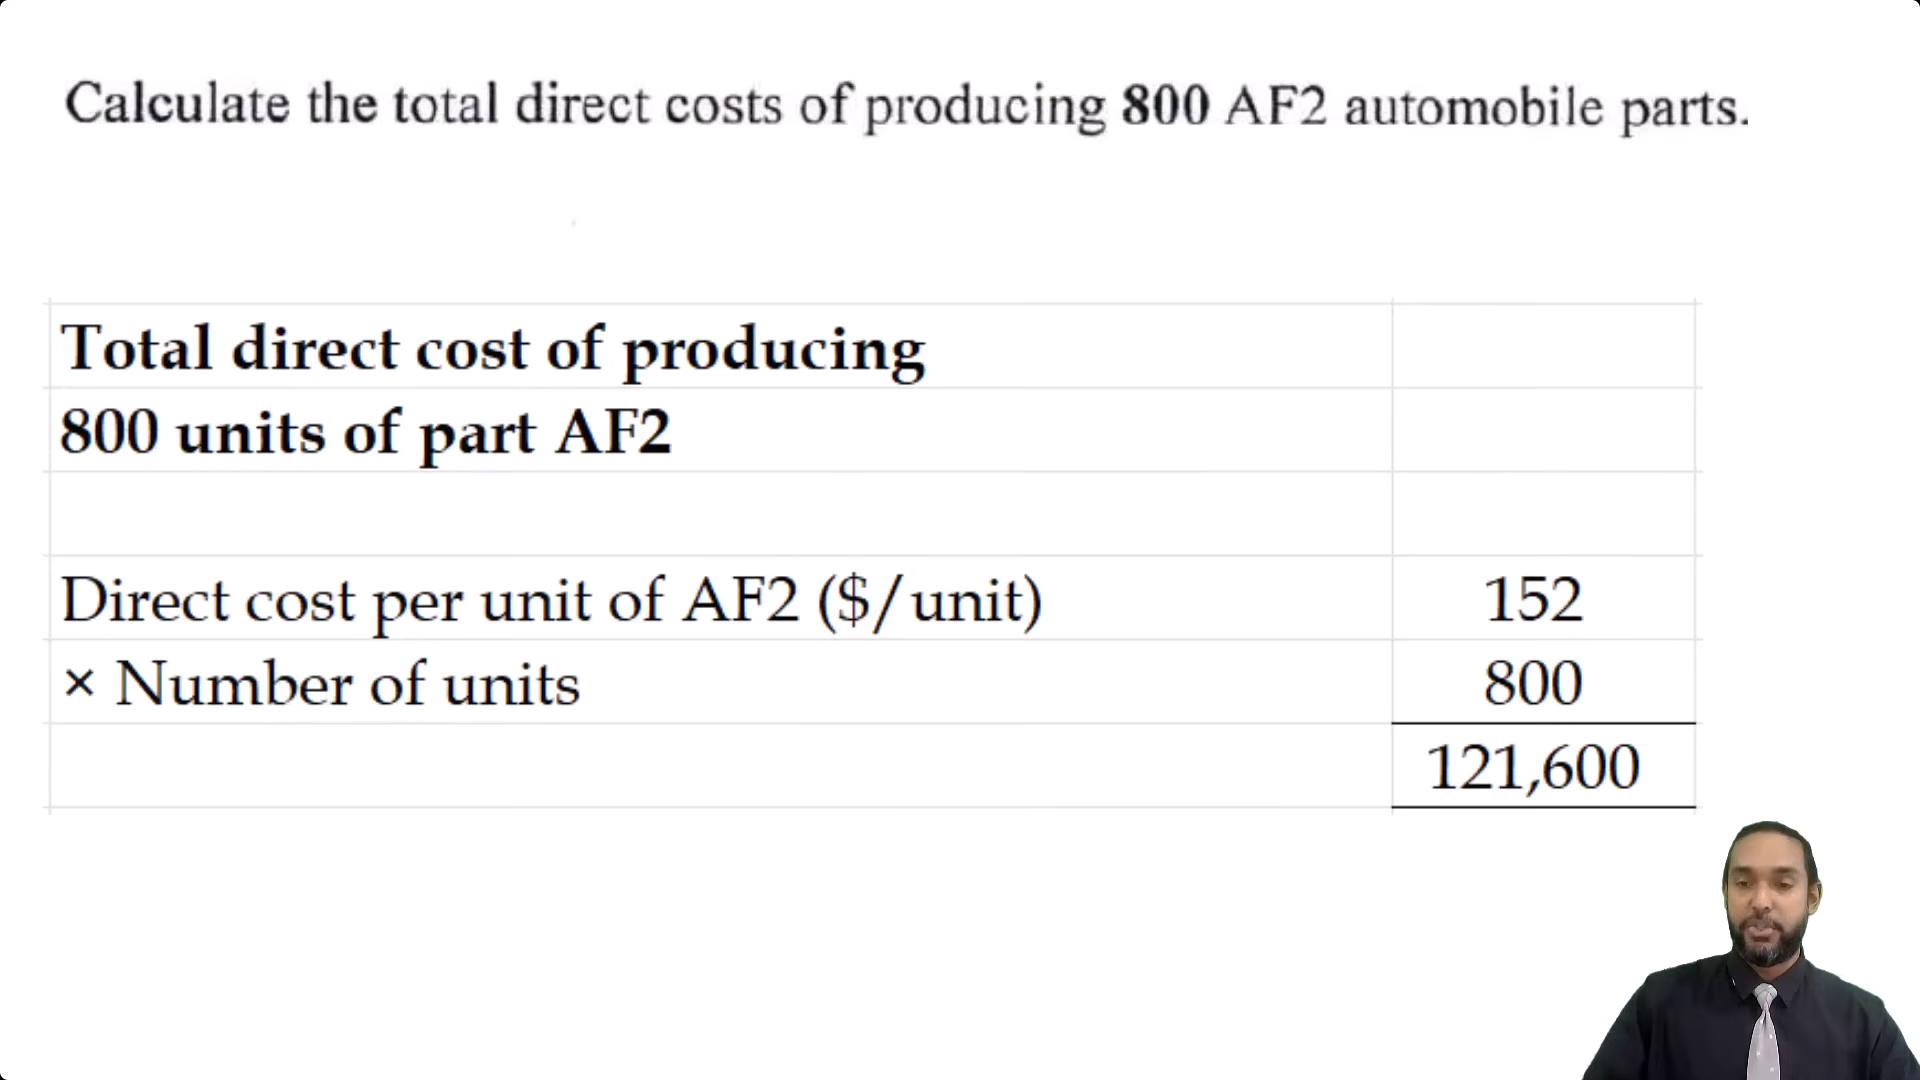 Calculate the total direct costs of producing 800 AF2 automobile parts.
Total direct cost of producing
800 units of part AF2
Direct cost per unit of AF2 ($/unit) 152
× Number of units 800
121,600